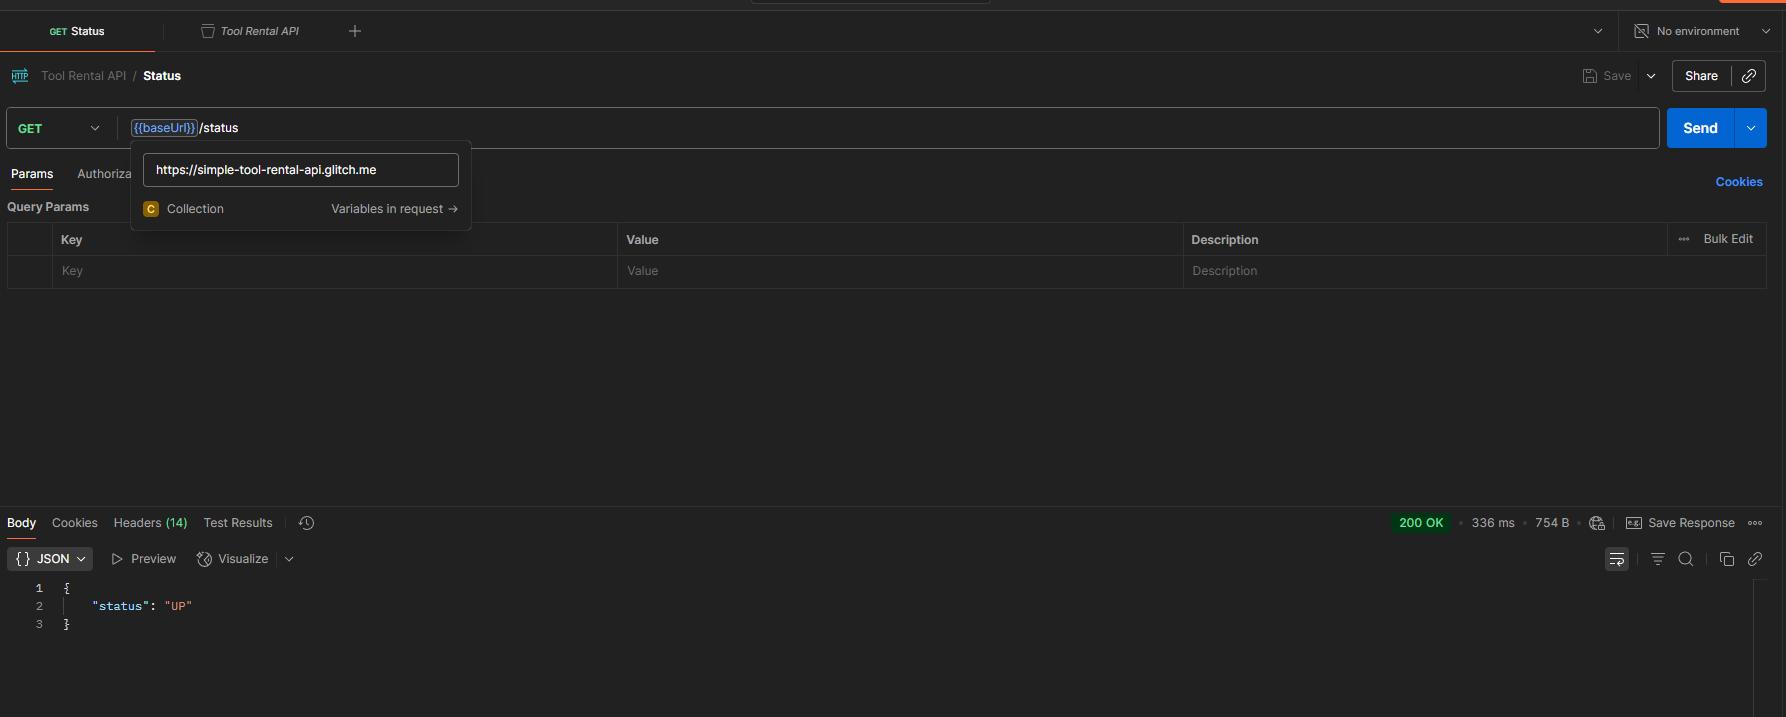 GET Status
Tool Rental API
No environment
HTTP Tool Rental API / Status
Save
Share
GET
{{baseUrl}}/status
Send
https://simple-tool-rental-api.glitch.me
Collection
C
Variables in request →
Params
Authoriza
Cookies
Query Params
Key
Value
Description
Bulk Edit
Key
Value
Description
Body
Cookies
Headers (14)
Test Results
200 OK
336 ms
754 B
e.g.
Save Response
{} JSON
Preview
Visualize
1 {
2 "status": "UP"
3 }